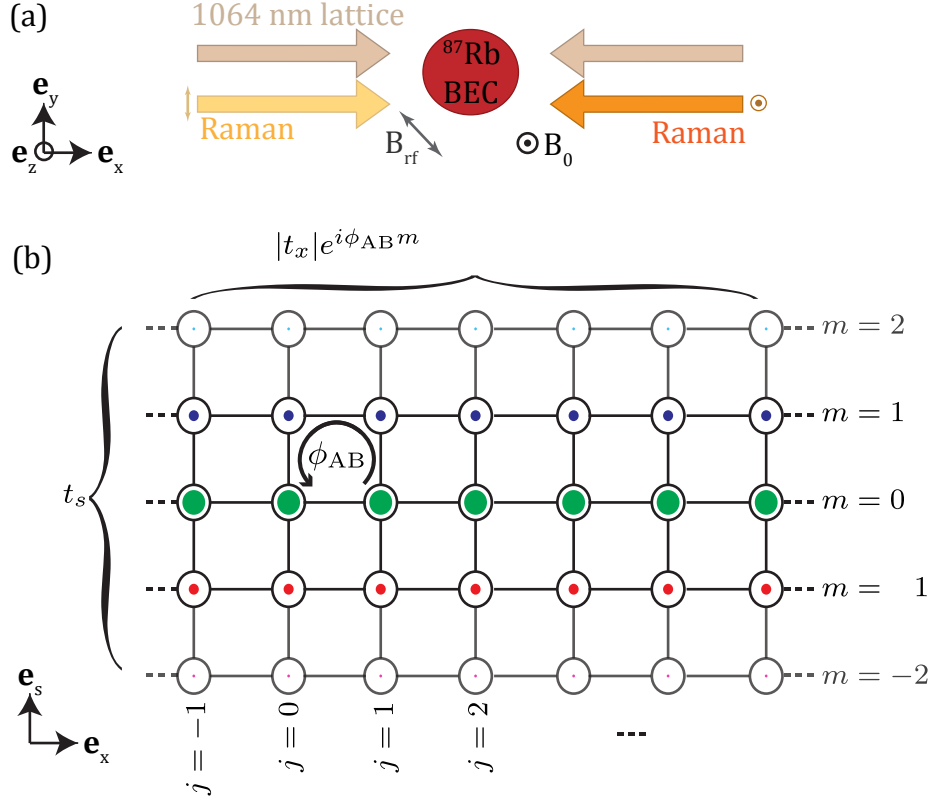 (a)
1064 nm lattice
⁸⁷Rb
BEC
Raman
Raman
B_rf
B_0
e_y
e_z
e_x
(b)
|t_x|e^{iϕ_AB m}
m = 2
m = 1
ϕ_AB
t_s
m = 0
m =  1
m = −2
e_s
e_x
j = −1
j = 0
j = 1
j = 2